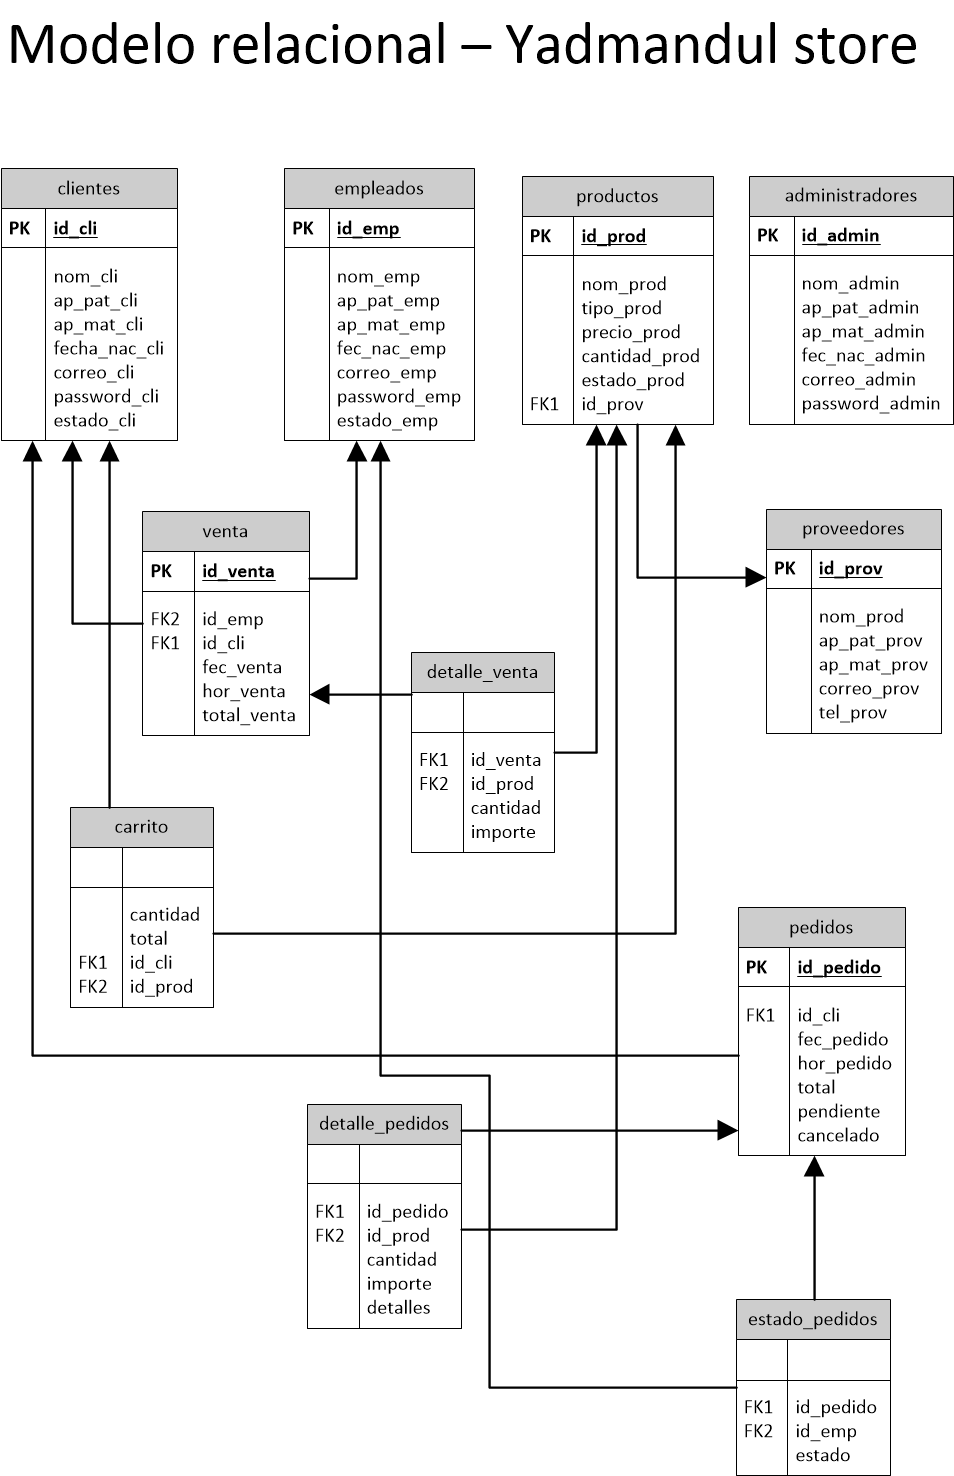 Modelo relacional – Yadmandul store
clientes
PK id_cli
nom_cli
ap_pat_cli
ap_mat_cli
fecha_nac_cli
correo_cli
password_cli
estado_cli
empleados
PK id_emp
nom_emp
ap_pat_emp
ap_mat_emp
fec_nac_emp
correo_emp
password_emp
estado_emp
productos
PK id_prod
nom_prod
tipo_prod
precio_prod
cantidad_prod
estado_prod
FK1 id_prov
administradores
PK id_admin
nom_admin
ap_pat_admin
ap_mat_admin
fec_nac_admin
correo_admin
password_admin
venta
PK id_venta
FK2 id_emp
FK1 id_cli
fec_venta
hor_venta
total_venta
proveedores
PK id_prov
nom_prod
ap_pat_prov
ap_mat_prov
correo_prov
tel_prov
detalle_venta
FK1 id_venta
FK2 id_prod
cantidad
importe
carrito
cantidad
total
FK1 id_cli
FK2 id_prod
pedidos
PK id_pedido
FK1 id_cli
fec_pedido
hor_pedido
total
pendiente
cancelado
detalle_pedidos
FK1 id_pedido
FK2 id_prod
cantidad
importe
detalles
estado_pedidos
FK1 id_pedido
FK2 id_emp
estado